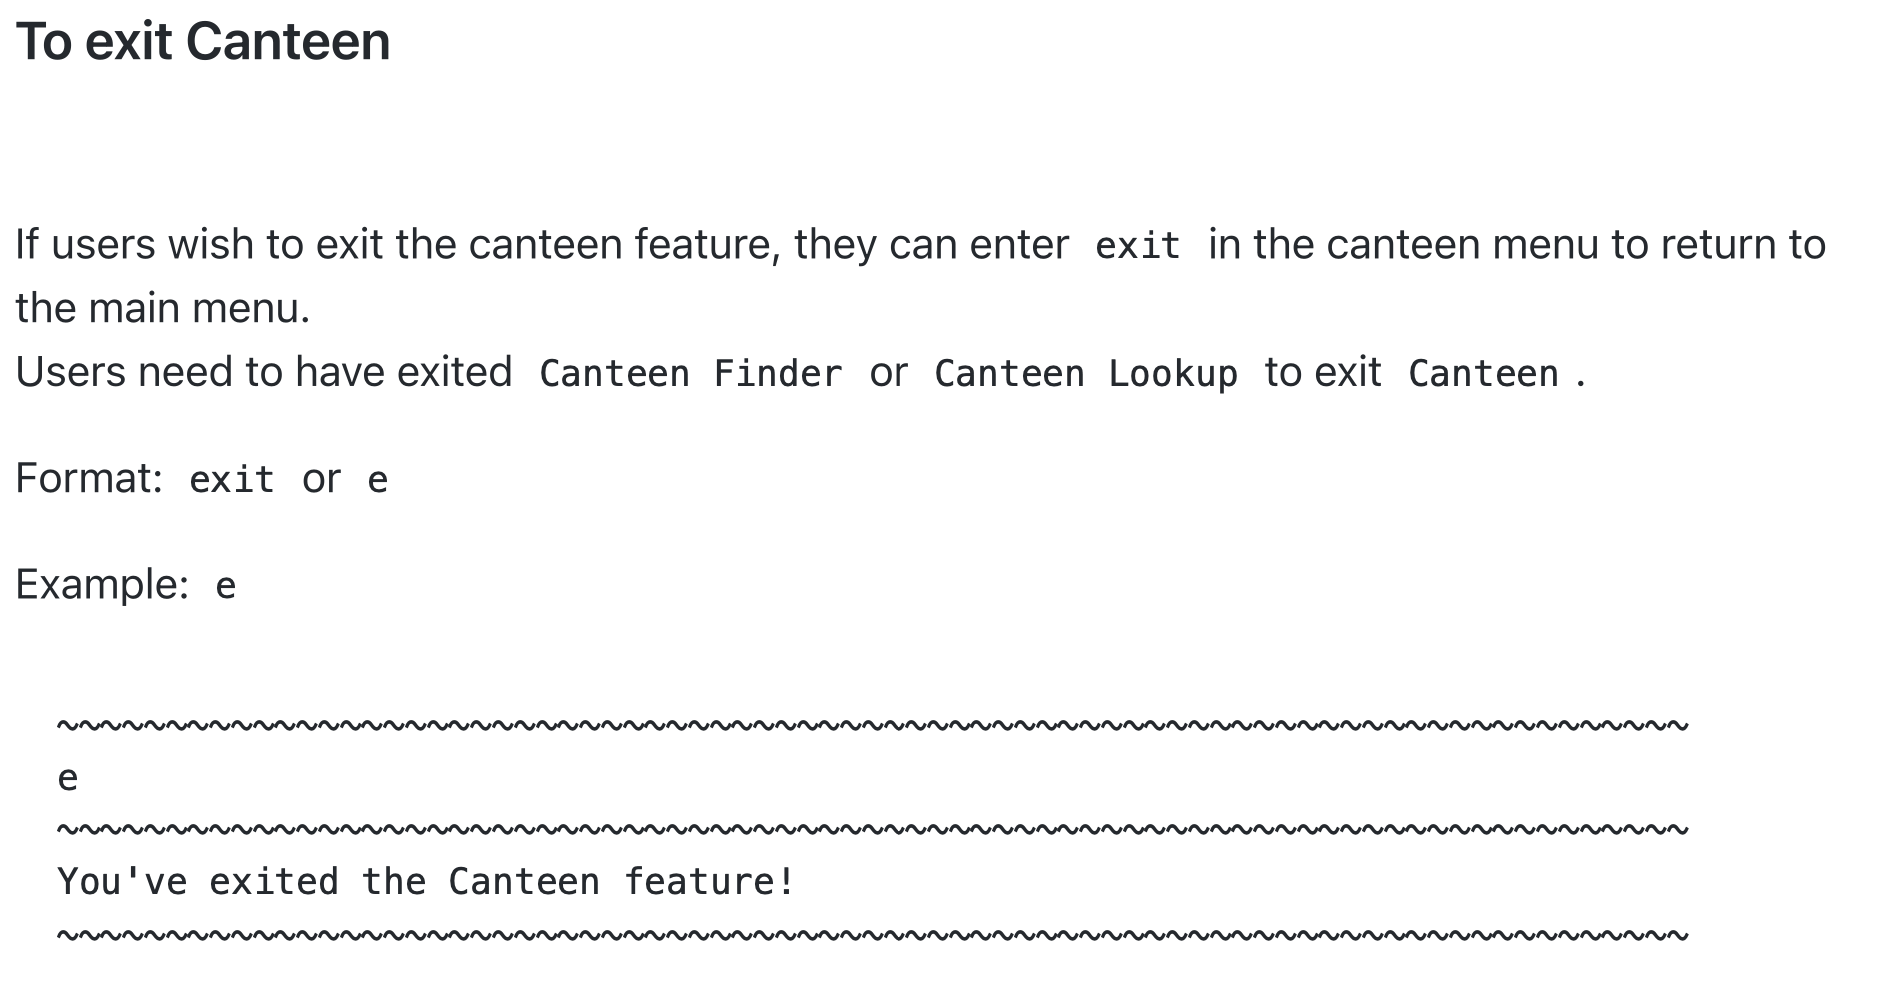 To exit Canteen
If users wish to exit the canteen feature, they can enter exit in the canteen menu to return to
the main menu.
Users need to have exited Canteen Finder or Canteen Lookup to exit Canteen .
Format: exit or e
Example: e
~~~~~~~~~~~~~~~~~~~~~~~~~~~~~~~~~~~~~~~~~~~~~~~~~~~~~~~~~~~~~~~~~~~~~~~~~~~
e
~~~~~~~~~~~~~~~~~~~~~~~~~~~~~~~~~~~~~~~~~~~~~~~~~~~~~~~~~~~~~~~~~~~~~~~~~~~
You've exited the Canteen feature!
~~~~~~~~~~~~~~~~~~~~~~~~~~~~~~~~~~~~~~~~~~~~~~~~~~~~~~~~~~~~~~~~~~~~~~~~~~~